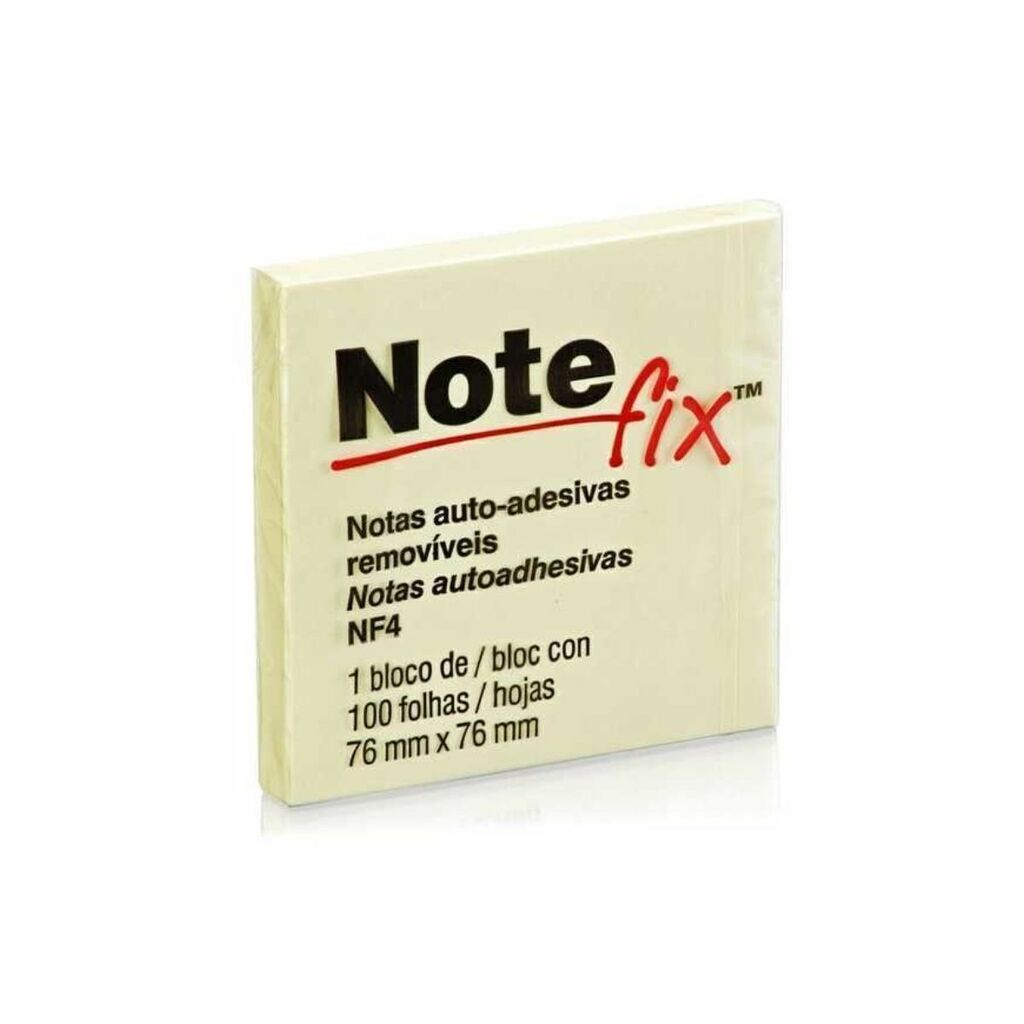 Note fix™
Notas auto-adesivas
removíveis
Notas autoadhesivas
NF4
1 bloco de / bloc con
100 folhas / hojas
76 mm x 76 mm